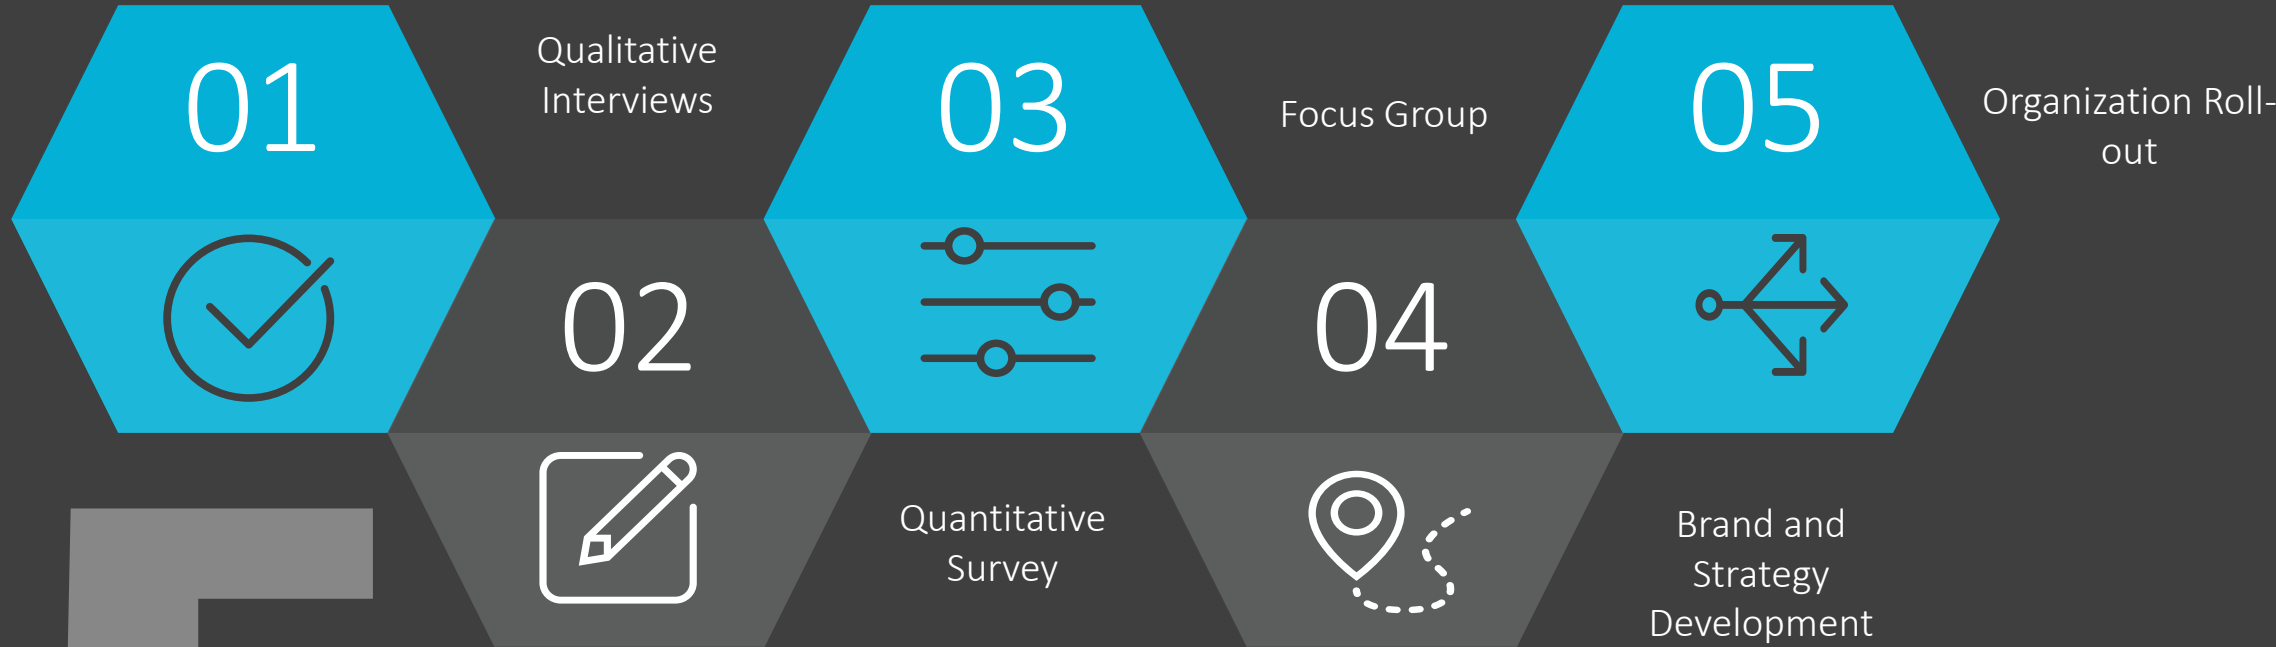 01
Qualitative
Interviews
02
Quantitative
Survey
03
Focus Group
04
Brand and
Strategy
Development
05
Organization Roll-
out